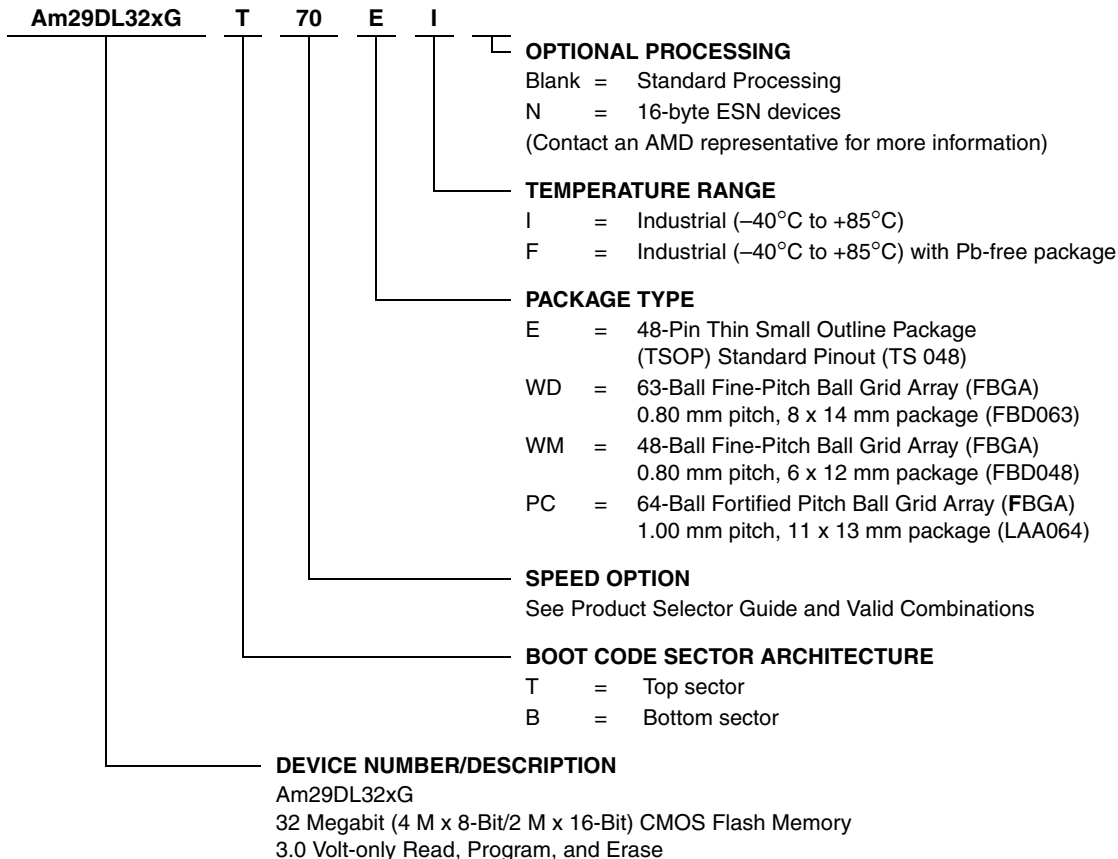 Am29DL32xG T 70 E I
OPTIONAL PROCESSING
Blank = Standard Processing
N = 16-byte ESN devices
(Contact an AMD representative for more information)
TEMPERATURE RANGE
I = Industrial (–40°C to +85°C)
F = Industrial (–40°C to +85°C) with Pb-free package
PACKAGE TYPE
E = 48-Pin Thin Small Outline Package
(TSOP) Standard Pinout (TS 048)
WD = 63-Ball Fine-Pitch Ball Grid Array (FBGA)
0.80 mm pitch, 8 x 14 mm package (FBD063)
WM = 48-Ball Fine-Pitch Ball Grid Array (FBGA)
0.80 mm pitch, 6 x 12 mm package (FBD048)
PC = 64-Ball Fortified Pitch Ball Grid Array (FBGA)
1.00 mm pitch, 11 x 13 mm package (LAA064)
SPEED OPTION
See Product Selector Guide and Valid Combinations
BOOT CODE SECTOR ARCHITECTURE
T = Top sector
B = Bottom sector
DEVICE NUMBER/DESCRIPTION
Am29DL32xG
32 Megabit (4 M x 8-Bit/2 M x 16-Bit) CMOS Flash Memory
3.0 Volt-only Read, Program, and Erase